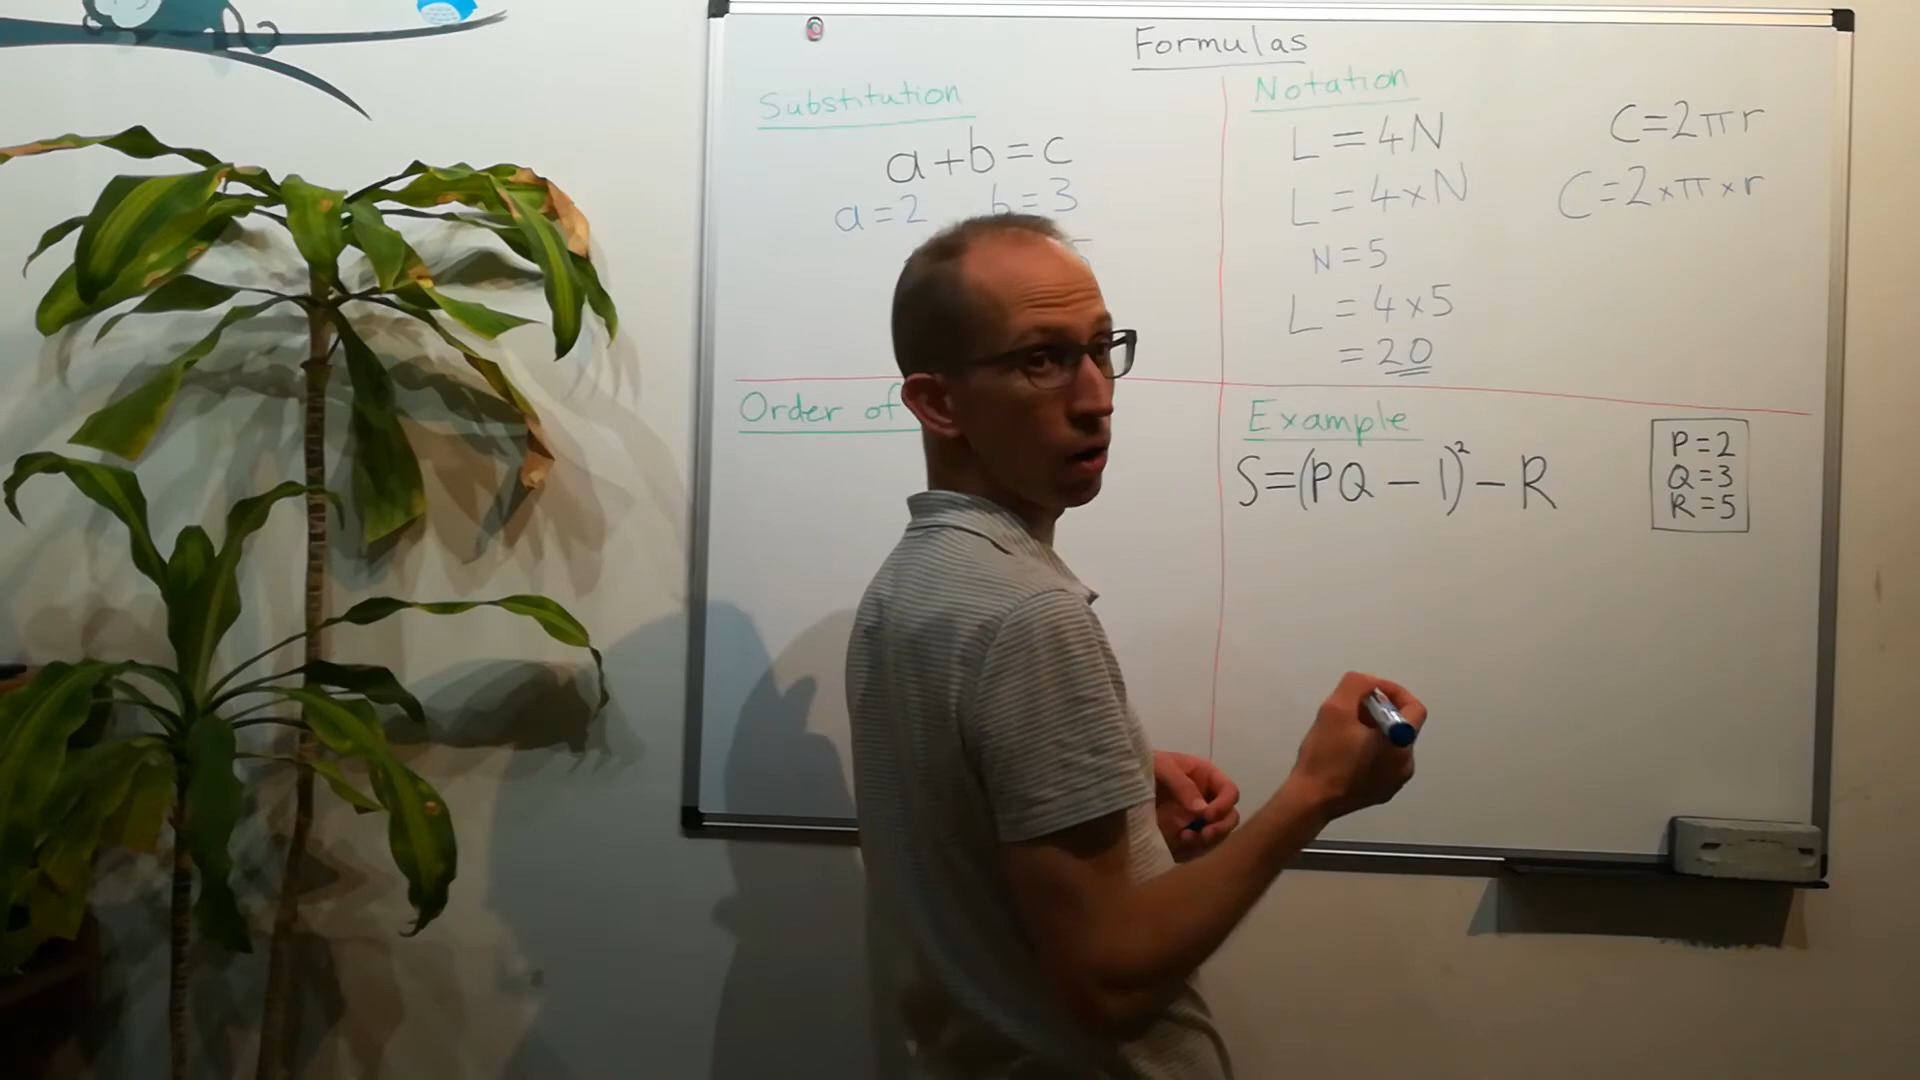 Formulas
Substitution
a+b=c
a=2 b=3
Notation
L=4N
L=4×N
N=5
L=4×5
=20
C=2πr
C=2×π×r
Order of
Example
S=(PQ-1)²-R
P=2
Q=3
R=5